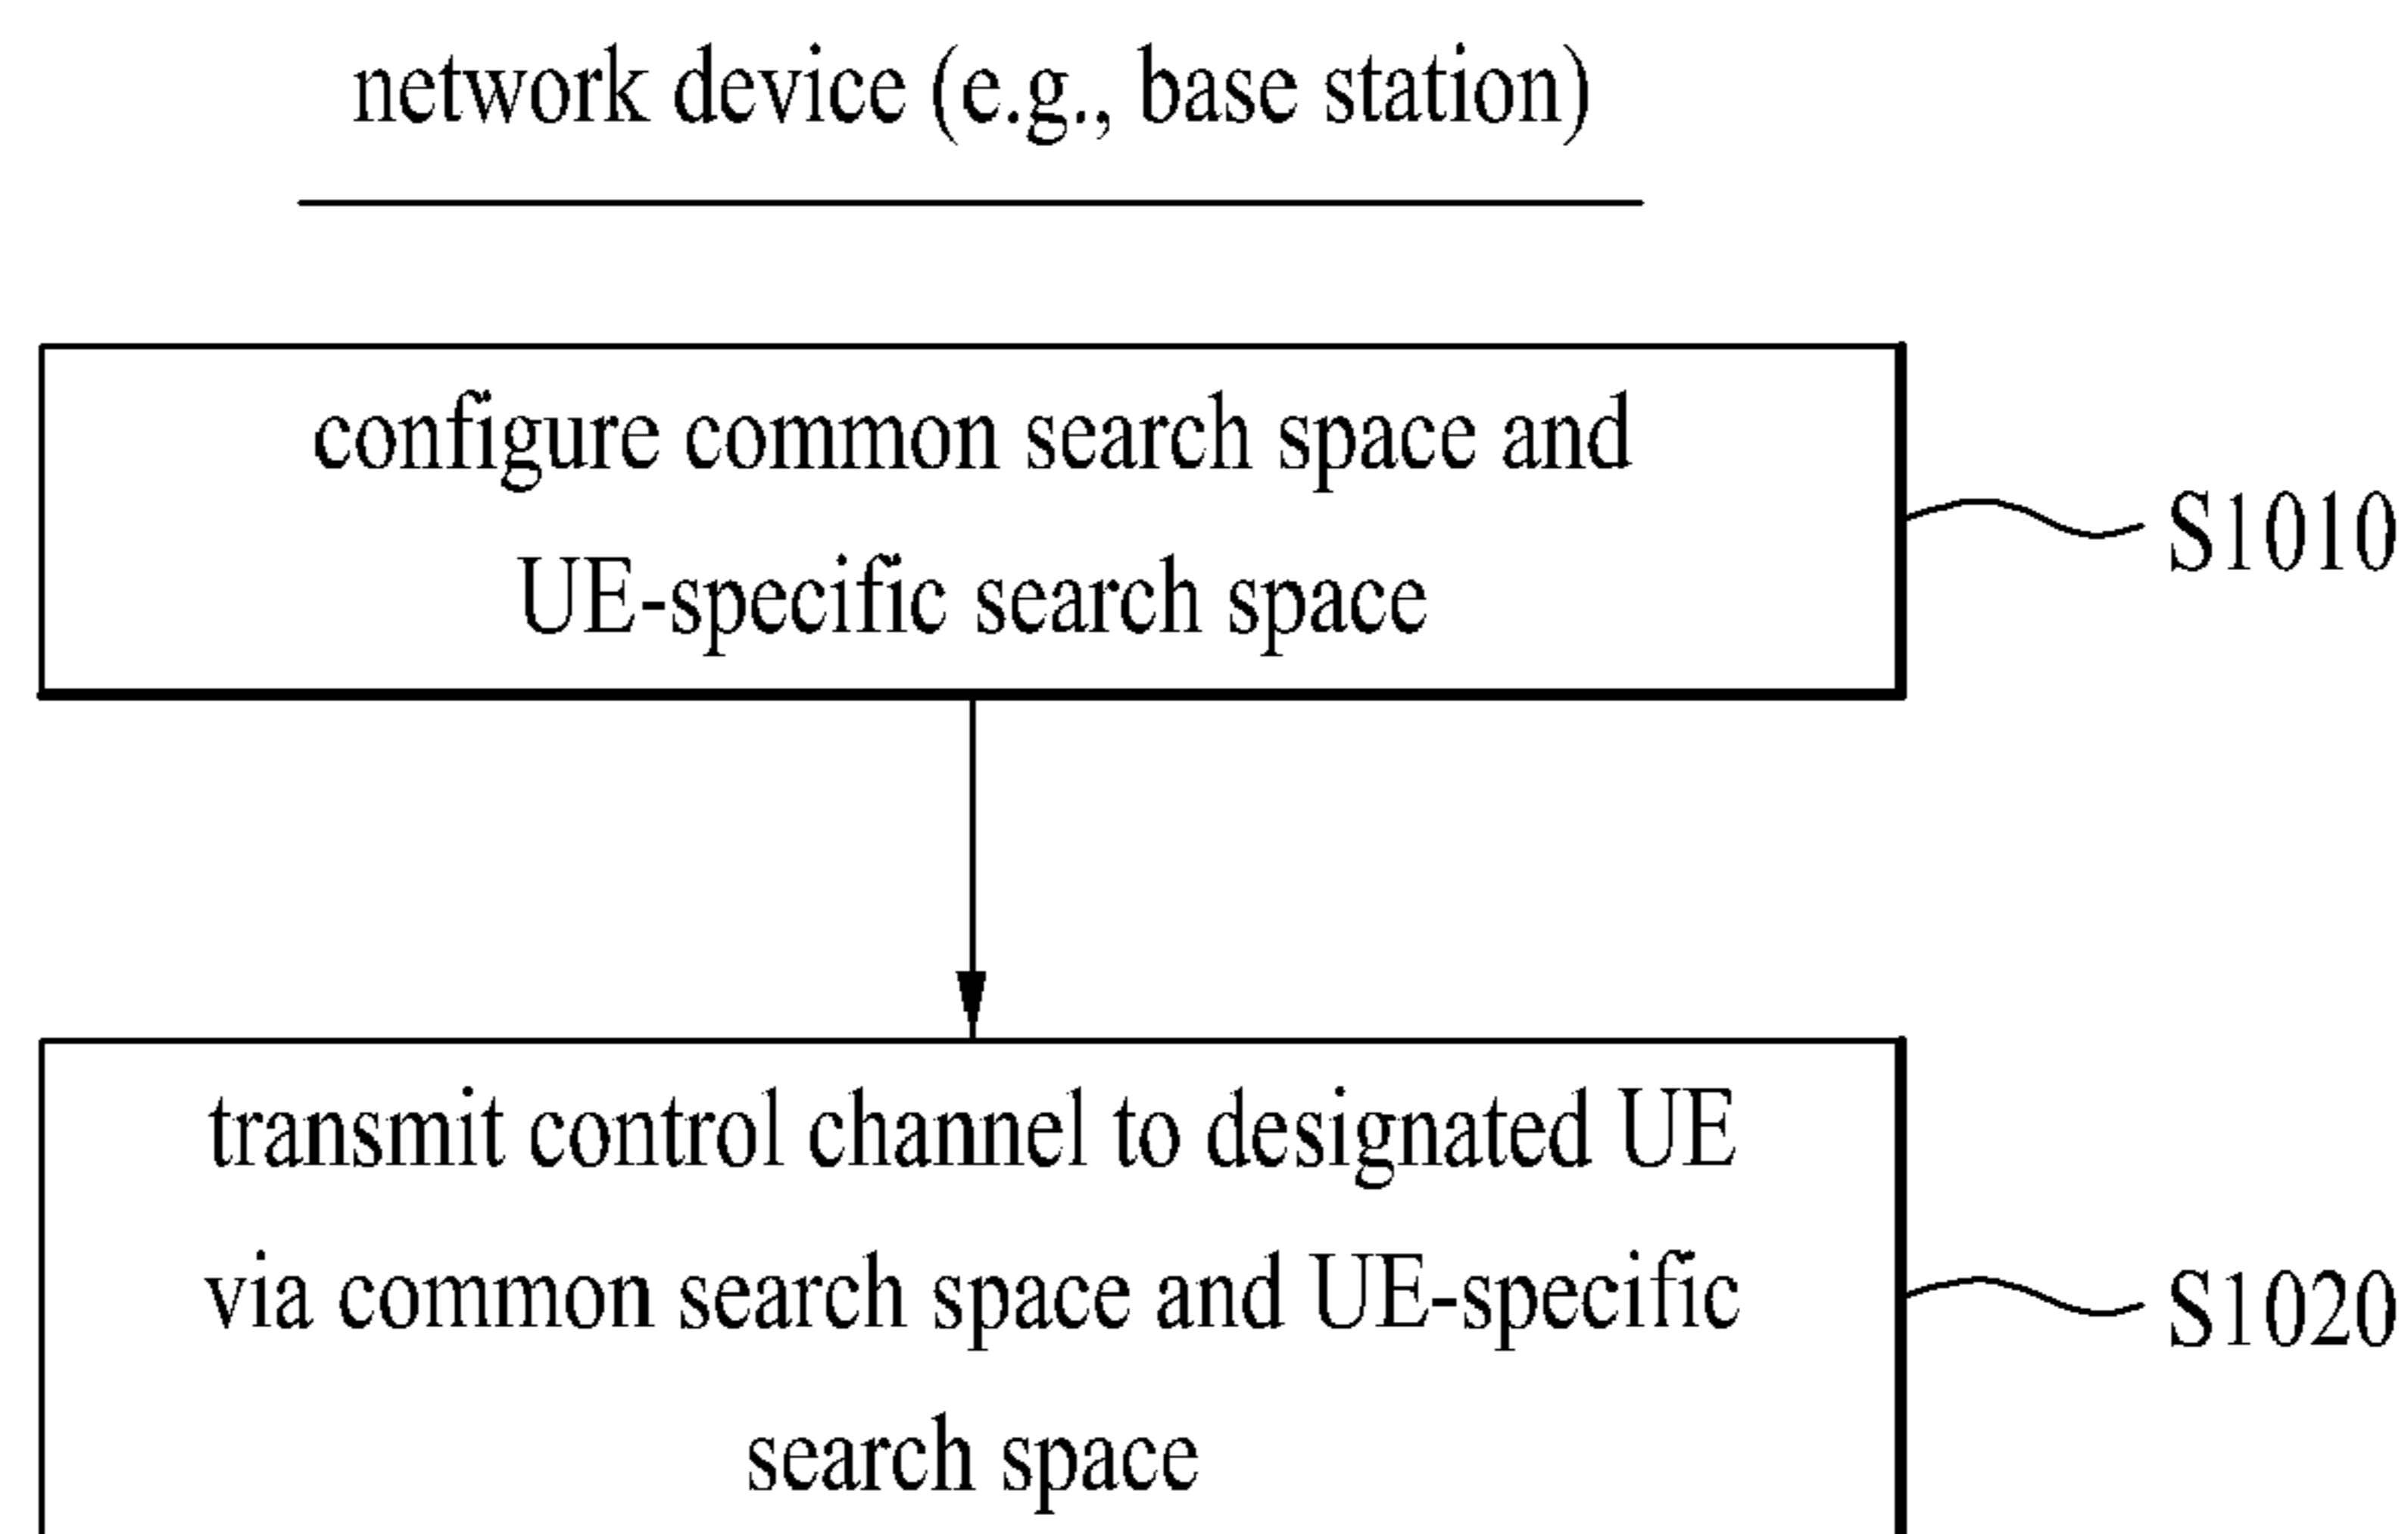 network device (e.g., base station)
configure common search space and
UE-specific search space
S1010
transmit control channel to designated UE
via common search space and UE-specific
search space
S1020